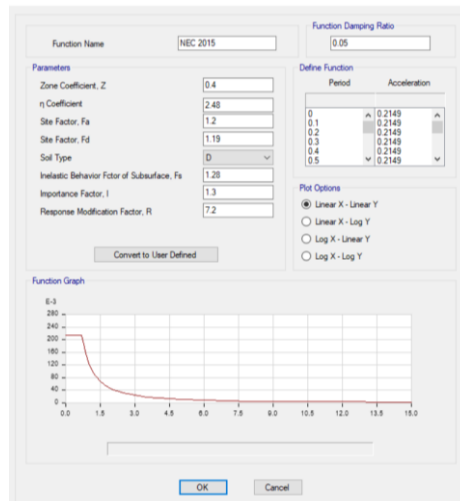 Function Damping Ratio
Function Name NEC 2015 0.05
Parameters
Zone Coefficient, Z 0.4
η Coefficient 2.48
Site Factor, Fa 1.2
Site Factor, Fd 1.19
Soil Type D
Inelastic Behavior Fctor of Subsurface, Fs 1.28
Importance Factor, I 1.3
Response Modification Factor, R 7.2
Convert to User Defined
Define Function
Period Acceleration
0 0.2149
0.1 0.2149
0.2 0.2149
0.3 0.2149
0.4 0.2149
0.5 0.2149
Plot Options
Linear X - Linear Y
Linear X - Log Y
Log X - Linear Y
Log X - Log Y
Function Graph
E-3
280
240
200
160
120
80
40
0
0.0 1.5 3.0 4.5 6.0 7.5 9.0 10.5 12.0 13.5 15.0
OK Cancel